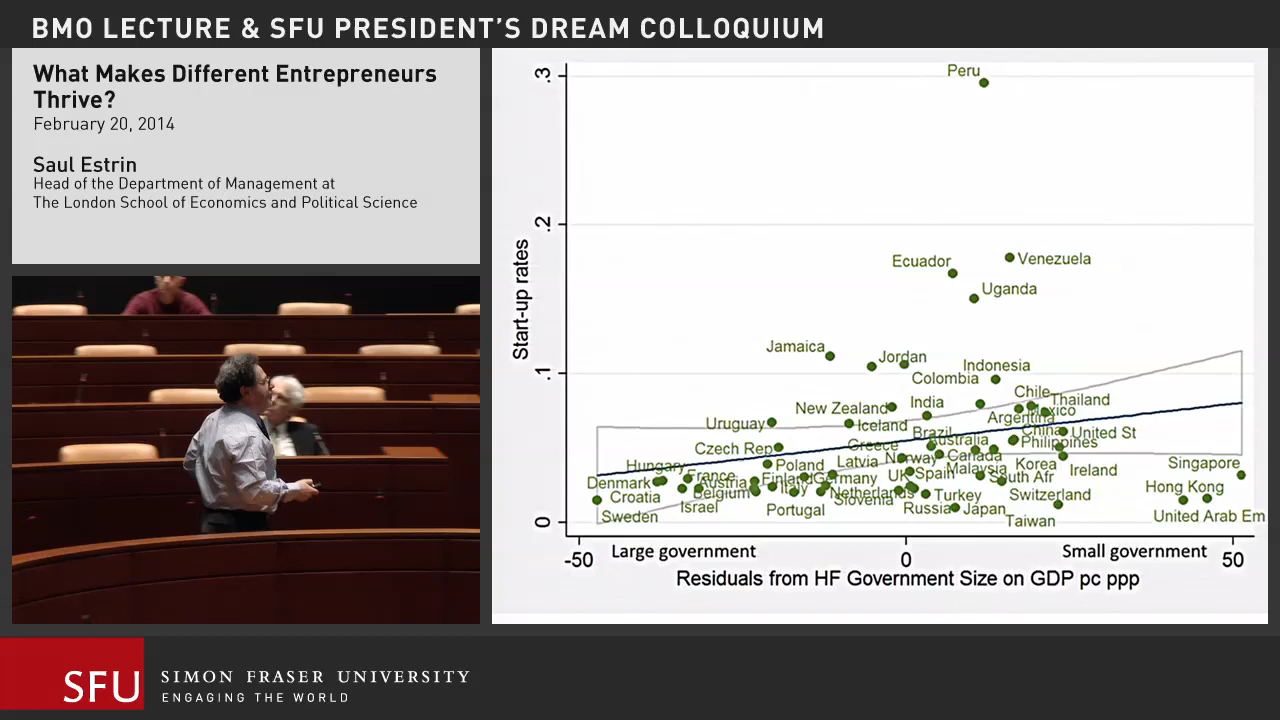 BMO LECTURE & SFU PRESIDENT'S DREAM COLLOQUIUM
What Makes Different Entrepreneurs
Thrive?
February 20, 2014
Saul Estrin
Head of the Department of Management at
The London School of Economics and Political Science
Start-up rates
.3
.2
.1
0
Peru
Ecuador
Venezuela
Uganda
Jamaica
Jordan
Colombia
Indonesia
Chile
Thailand
Mexico
New Zealand
India
Argentina
Uruguay
Iceland
Brazil
China
United St
Czech Rep
Greece
Australia
Philippines
Hungary
Poland
Latvia
Norway
Canada
Korea
Ireland
Singapore
Denmark
France
Austria
Finland
Germany
UK
Spain
Malaysia
South Afr
Hong Kong
Croatia
Belgium
Italy
Netherlands
Slovenia
Turkey
Switzerland
Sweden
Israel
Portugal
Russia
Japan
Taiwan
United Arab Em
-50
Large government
0
Small government
50
Residuals from HF Government Size on GDP pc ppp
SFU
SIMON FRASER UNIVERSITY
ENGAGING THE WORLD